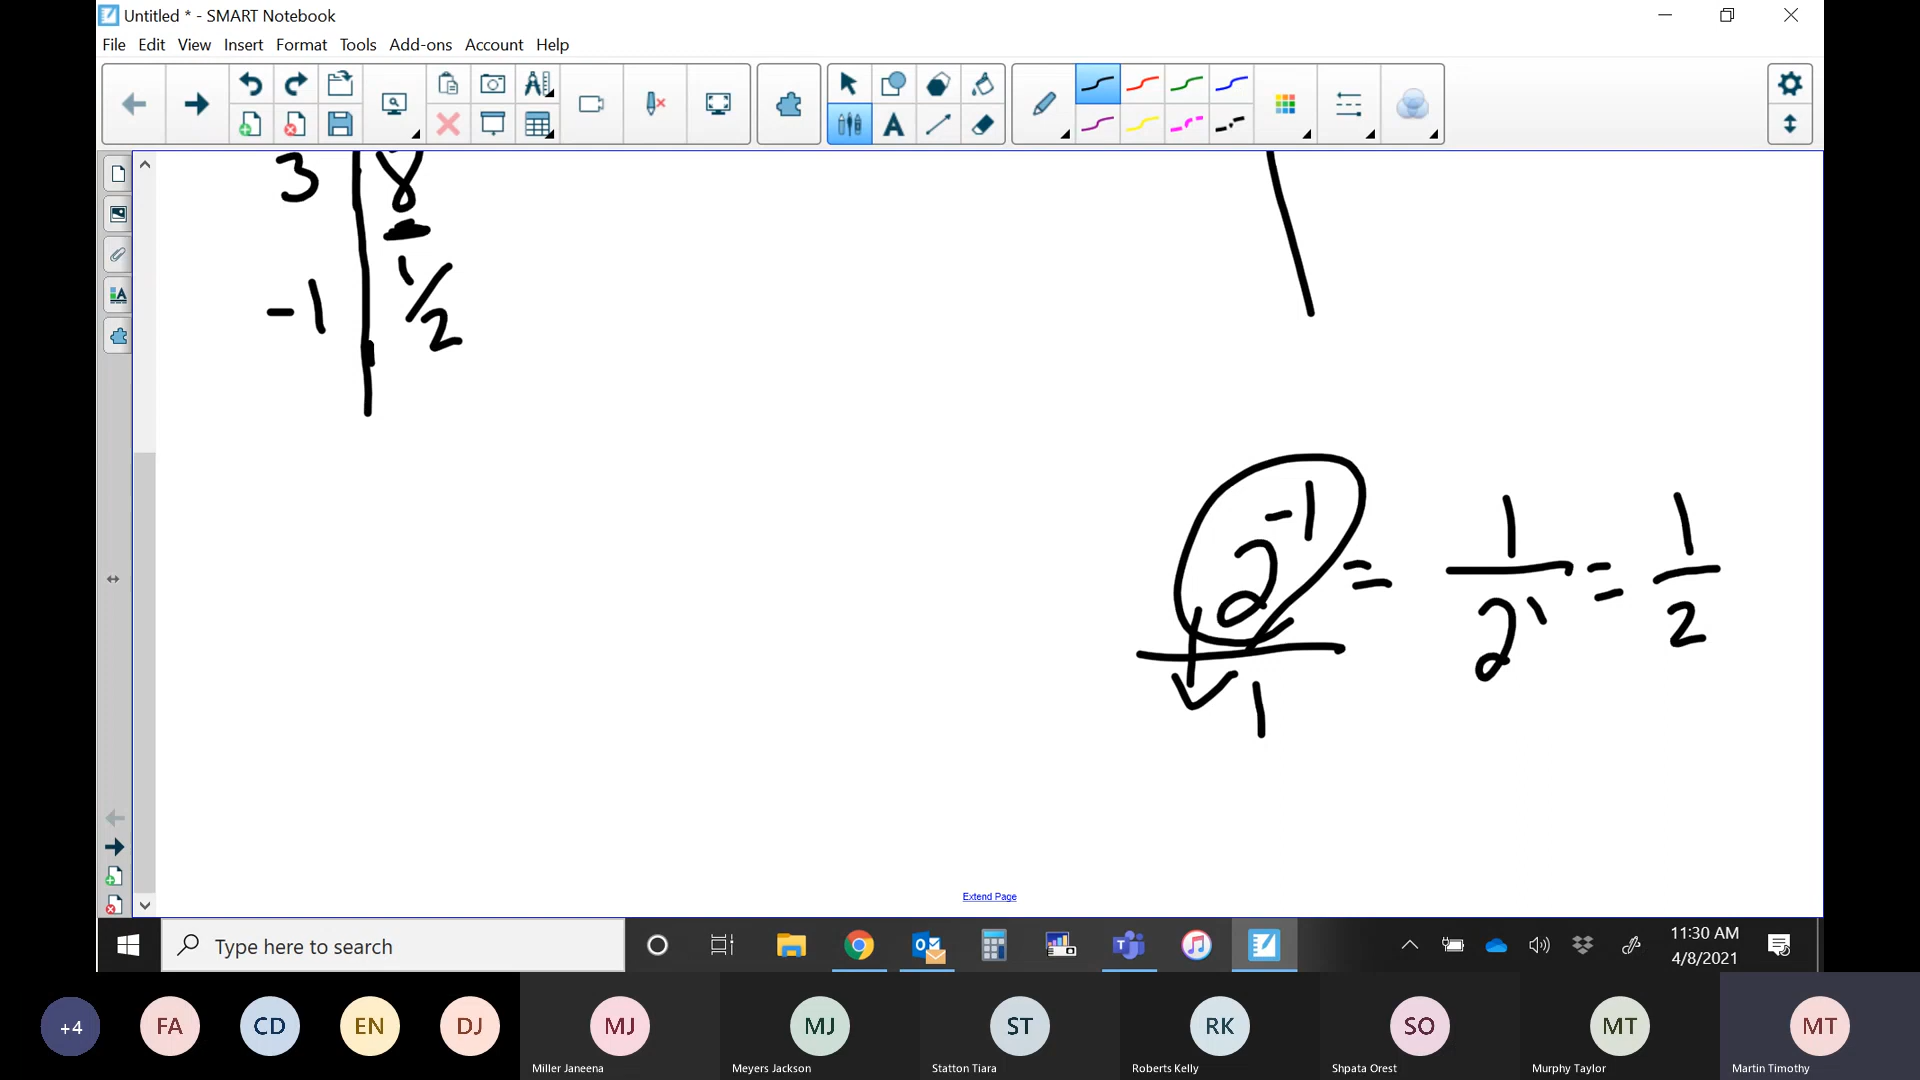 Untitled * - SMART Notebook
File Edit View Insert Format Tools Add-ons Account Help
A
A
3 8
-1 1/2
2^-1 / 1 = 1 / 2^1 = 1 / 2
Extend Page
Type here to search
11:30 AM
4/8/2021
+4 FA CD EN DJ MJ MJ ST RK SO MT MT
Miller Janeena Meyers Jackson Statton Tiara Roberts Kelly Shpata Orest Murphy Taylor Martin Timothy